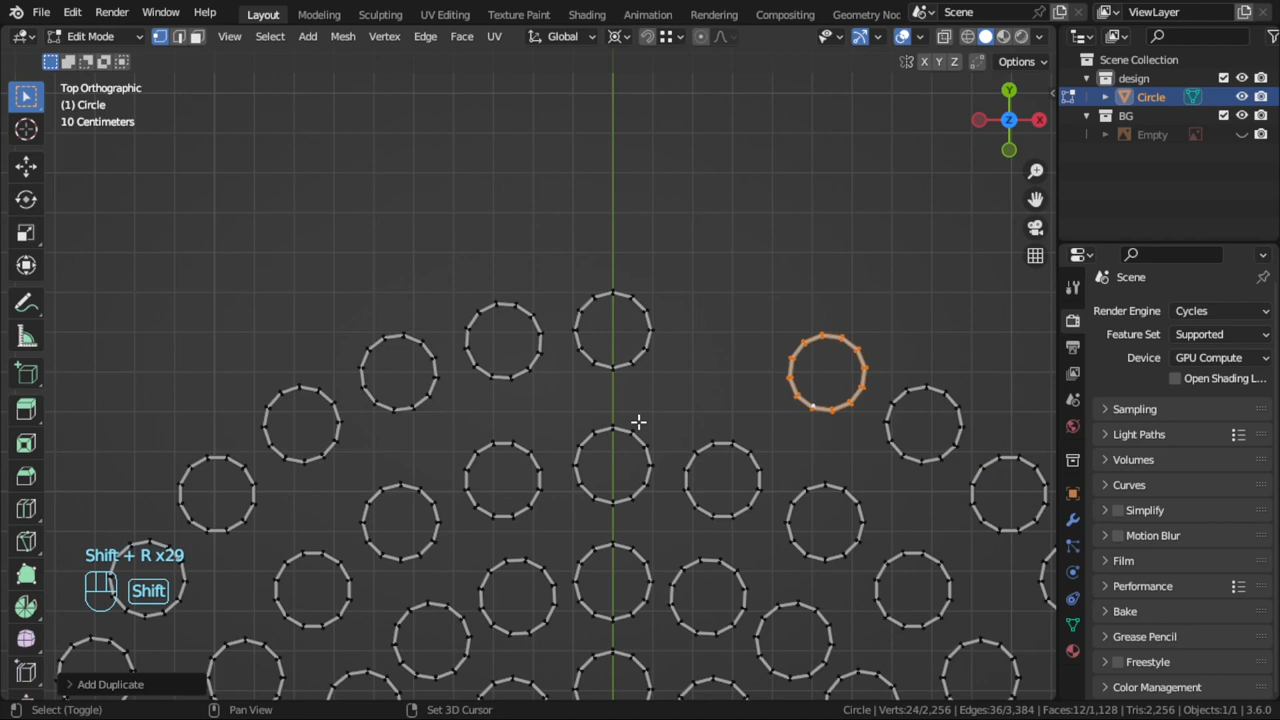 File Edit Render Window Help Layout Modeling Sculpting UV Editing Texture Paint Shading Animation Rendering Compositing Geometry Noc Scene ViewLayer
Edit Mode View Select Add Mesh Vertex Edge Face UV Global
X Y Z Options
Top Orthographic
(1) Circle
10 Centimeters
Y
Z X
Shift + R x29
Shift
Add Duplicate
Scene Collection
design
Circle
BG
Empty
Scene
Render Engine Cycles
Feature Set Supported
Device GPU Compute
Open Shading L...
Sampling
Light Paths
Volumes
Curves
Simplify
Motion Blur
Film
Performance
Bake
Grease Pencil
Freestyle
Color Management
Select (Toggle) Pan View Set 3D Cursor Circle | Verts:24/2,256 | Edges:36/3,384 | Faces:12/1,128 | Tris:2,256 | Objects:1/1 | 3.6.0